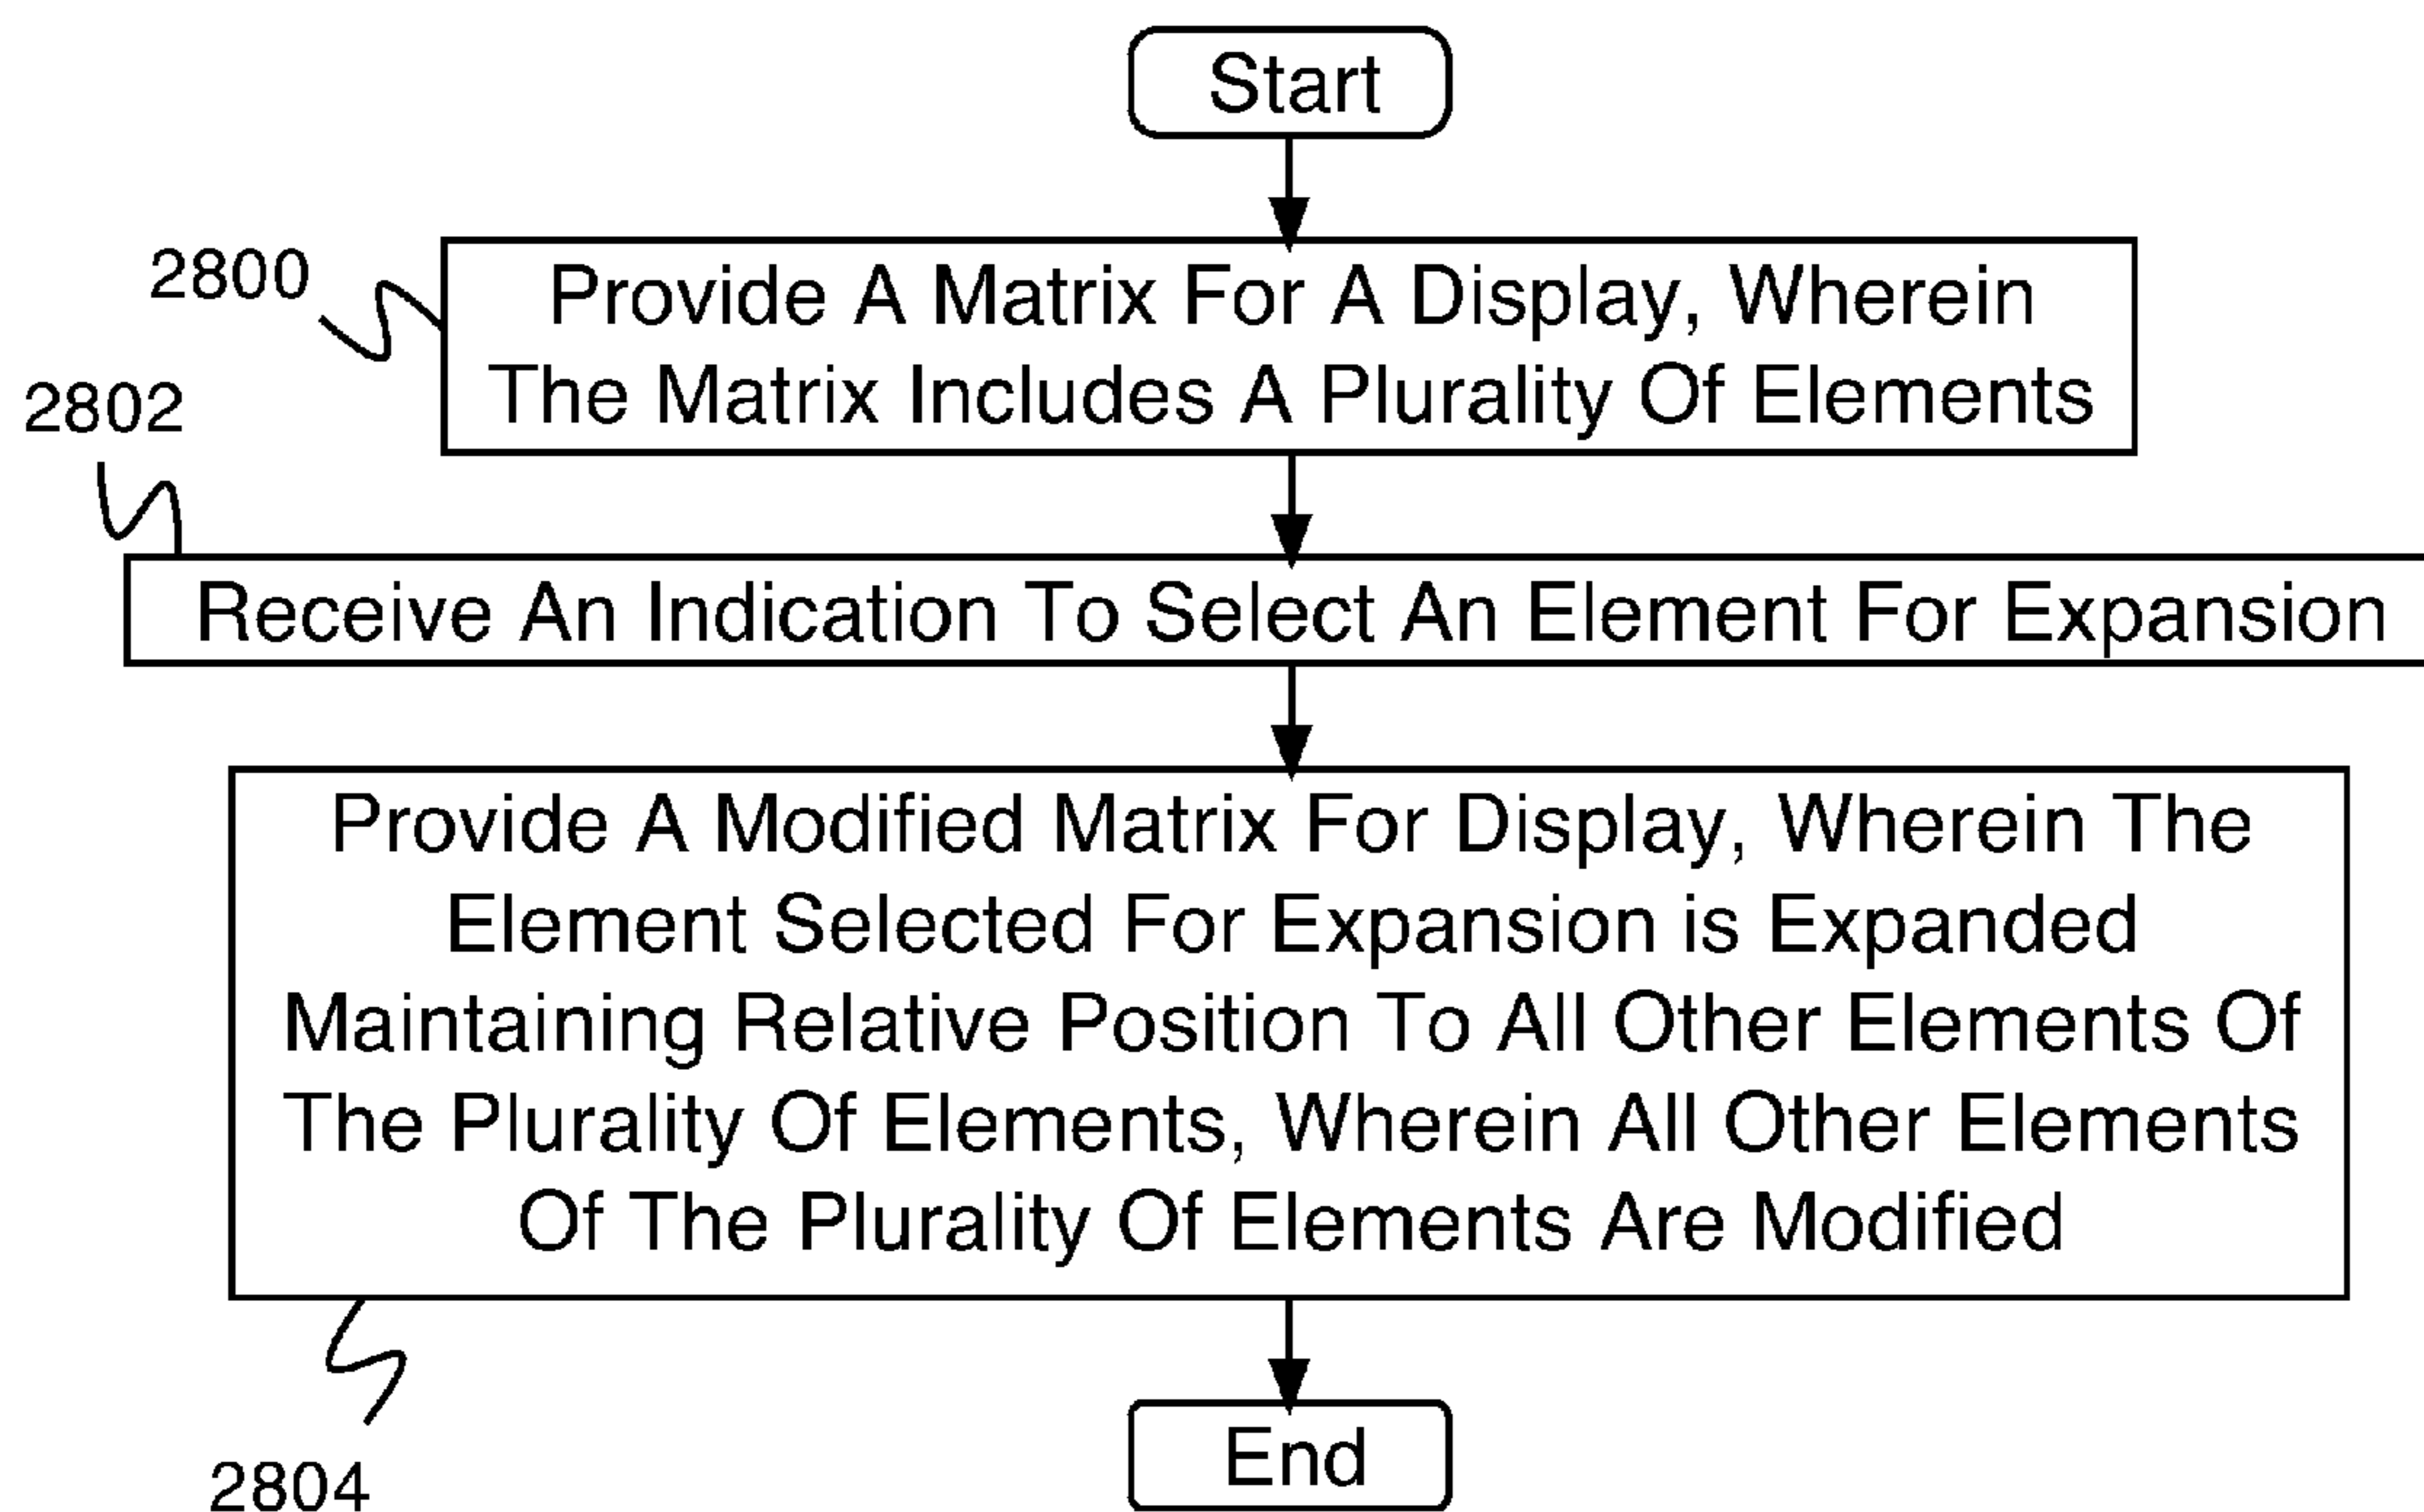 Start
2800
Provide A Matrix For A Display, Wherein
The Matrix Includes A Plurality Of Elements
2802
Receive An Indication To Select An Element For Expansion
Provide A Modified Matrix For Display, Wherein The
Element Selected For Expansion is Expanded
Maintaining Relative Position To All Other Elements Of
The Plurality Of Elements, Wherein All Other Elements
Of The Plurality Of Elements Are Modified
2804
End